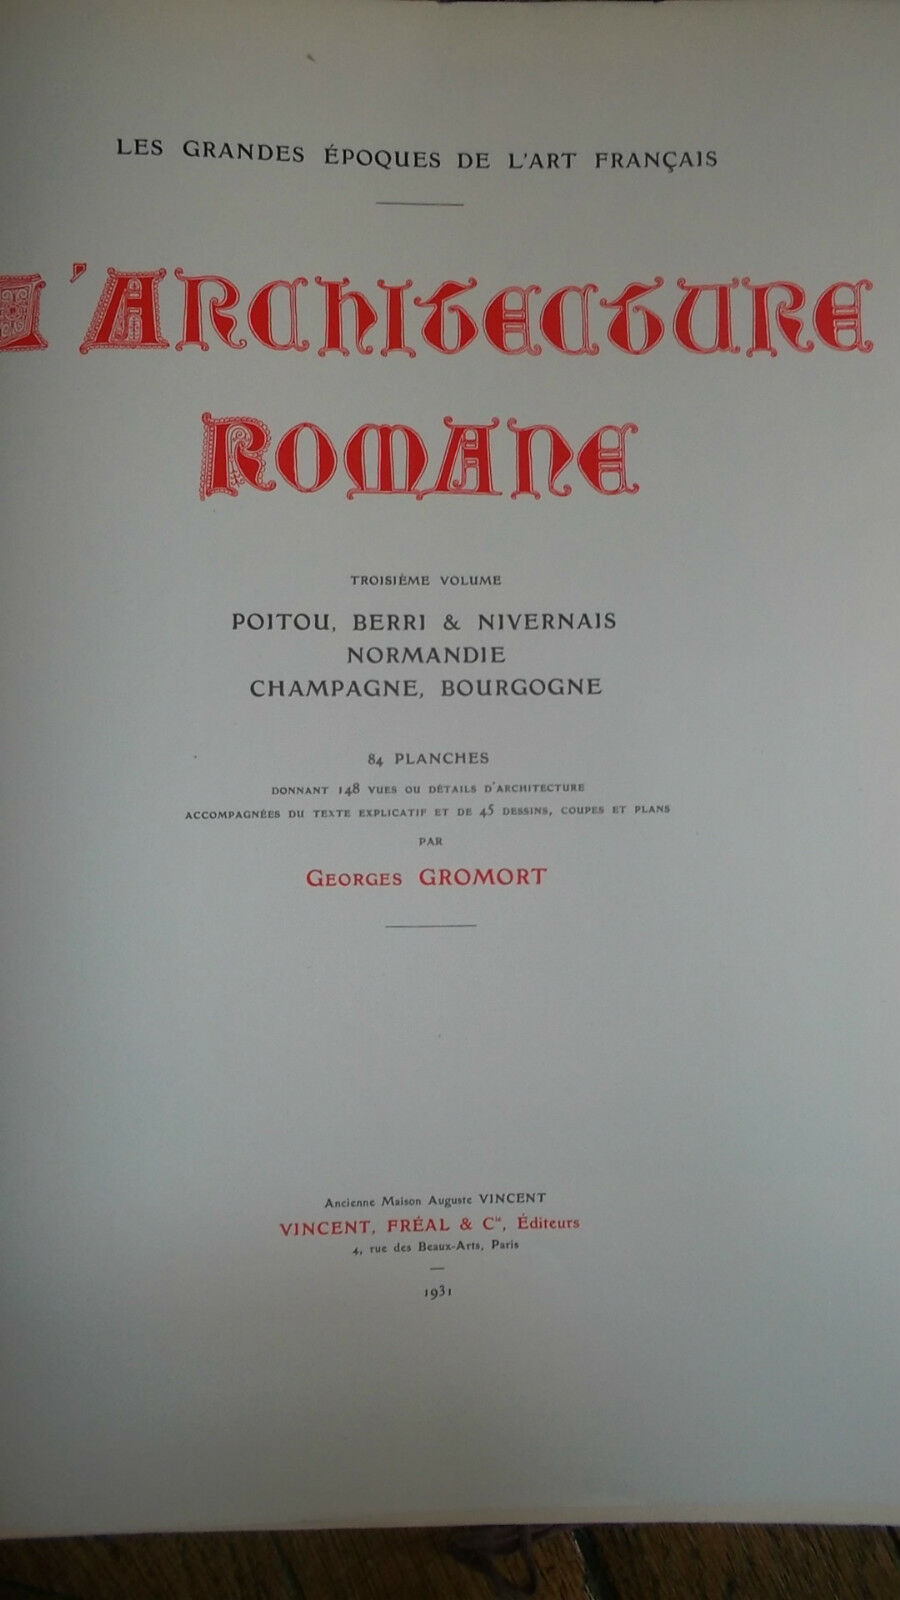 LES GRANDES ÉPOQUES DE L'ART FRANÇAIS
L'ARCHITECTURE
ROMANE
TROISIÈME VOLUME
POITOU, BERRI & NIVERNAIS
NORMANDIE
CHAMPAGNE, BOURGOGNE
84 PLANCHES
DONNANT 148 VUES OU DÉTAILS D'ARCHITECTURE
ACCOMPAGNÉES DU TEXTE EXPLICATIF ET DE 45 DESSINS, COUPES ET PLANS
PAR
GEORGES GROMORT
Ancienne Maison Auguste VINCENT
VINCENT, FRÉAL & Cie, Éditeurs
4, rue des Beaux-Arts, Paris
1931